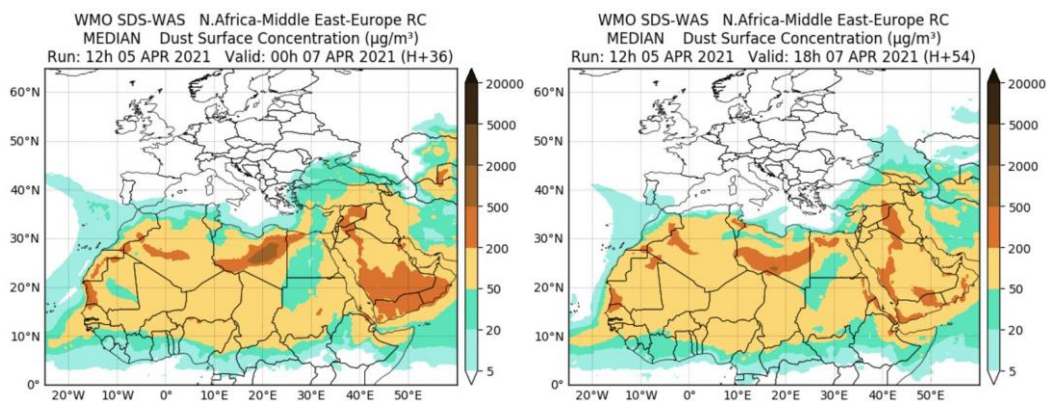 WMO SDS-WAS N.Africa-Middle East-Europe RC
MEDIAN Dust Surface Concentration (µg/m³)
Run: 12h 05 APR 2021 Valid: 00h 07 APR 2021 (H+36)
60°N
50°N
40°N
30°N
20°N
10°N
0°
20°W
10°W
0°
10°E
20°E
30°E
40°E
50°E
20000
5000
2000
500
200
50
20
5
WMO SDS-WAS N.Africa-Middle East-Europe RC
MEDIAN Dust Surface Concentration (µg/m³)
Run: 12h 05 APR 2021 Valid: 18h 07 APR 2021 (H+54)
60°N
50°N
40°N
30°N
20°N
10°N
0°
20°W
10°W
0°
10°E
20°E
30°E
40°E
50°E
20000
5000
2000
500
200
50
20
5